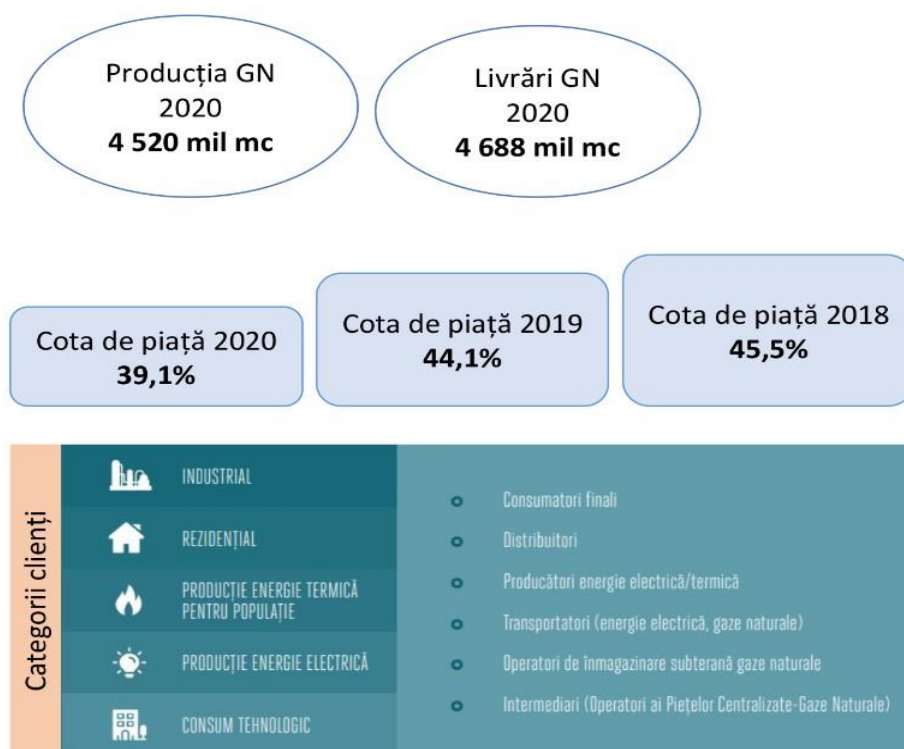 Producția GN
2020
4 520 mil mc
Livrări GN
2020
4 688 mil mc
Cota de piață 2020
39,1%
Cota de piață 2019
44,1%
Cota de piață 2018
45,5%
Categorii clienți
INDUSTRIAL
REZIDENȚIAL
PRODUCȚIE ENERGIE TERMICĂ
PENTRU POPULAȚIE
PRODUCȚIE ENERGIE ELECTRICĂ
CONSUM TEHNOLOGIC
Consumatori finali
Distribuitori
Producători energie electrică/termică
Transportatori (energie electrică, gaze naturale)
Operatori de înmagazinare subterană gaze naturale
Intermediari (Operatori ai Piețelor Centralizate-Gaze Naturale)